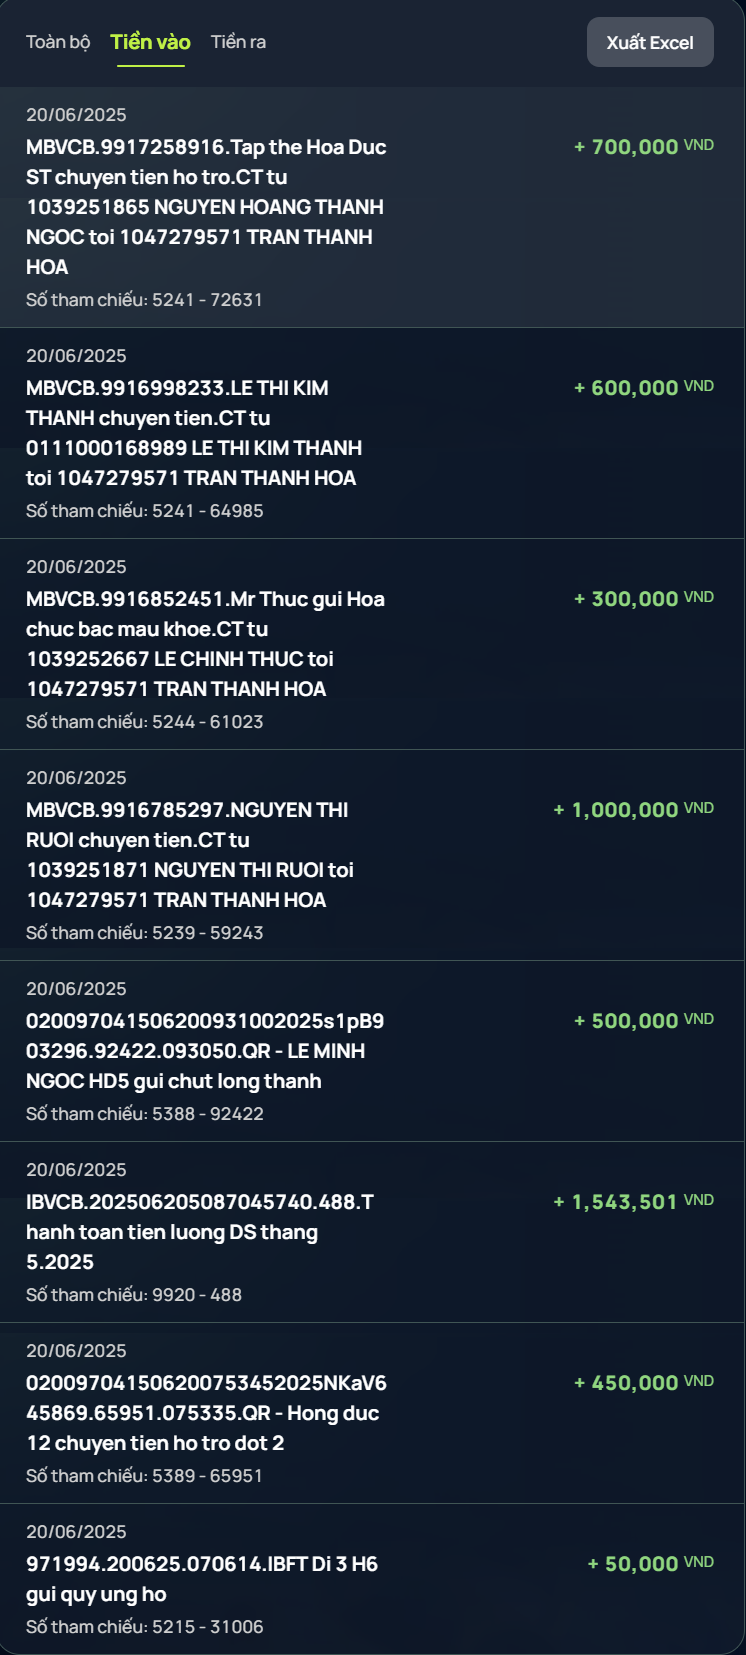 Toàn bộ Tiền vào Tiền ra Xuất Excel
20/06/2025
MBVCB.9917258916.Tap the Hoa Duc + 700,000 VND
ST chuyen tien ho tro.CT tu
1039251865 NGUYEN HOANG THANH
NGOC toi 1047279571 TRAN THANH
HOA
Số tham chiếu: 5241 - 72631
20/06/2025
MBVCB.9916998233.LE THI KIM + 600,000 VND
THANH chuyen tien.CT tu
0111000168989 LE THI KIM THANH
toi 1047279571 TRAN THANH HOA
Số tham chiếu: 5241 - 64985
20/06/2025
MBVCB.9916852451.Mr Thuc gui Hoa + 300,000 VND
chuc bac mau khoe.CT tu
1039252667 LE CHINH THUC toi
1047279571 TRAN THANH HOA
Số tham chiếu: 5244 - 61023
20/06/2025
MBVCB.9916785297.NGUYEN THI + 1,000,000 VND
RUOI chuyen tien.CT tu
1039251871 NGUYEN THI RUOI toi
1047279571 TRAN THANH HOA
Số tham chiếu: 5239 - 59243
20/06/2025
020097041506200931002025s1pB9 + 500,000 VND
03296.92422.093050.QR - LE MINH
NGOC HD5 gui chut long thanh
Số tham chiếu: 5388 - 92422
20/06/2025
IBVCB.202506205087045740.488.T + 1,543,501 VND
hanh toan tien luong DS thang
5.2025
Số tham chiếu: 9920 - 488
20/06/2025
020097041506200753452025NKaV6 + 450,000 VND
45869.65951.075335.QR - Hong duc
12 chuyen tien ho tro dot 2
Số tham chiếu: 5389 - 65951
20/06/2025
971994.200625.070614.IBFT Di 3 H6 + 50,000 VND
gui quy ung ho
Số tham chiếu: 5215 - 31006